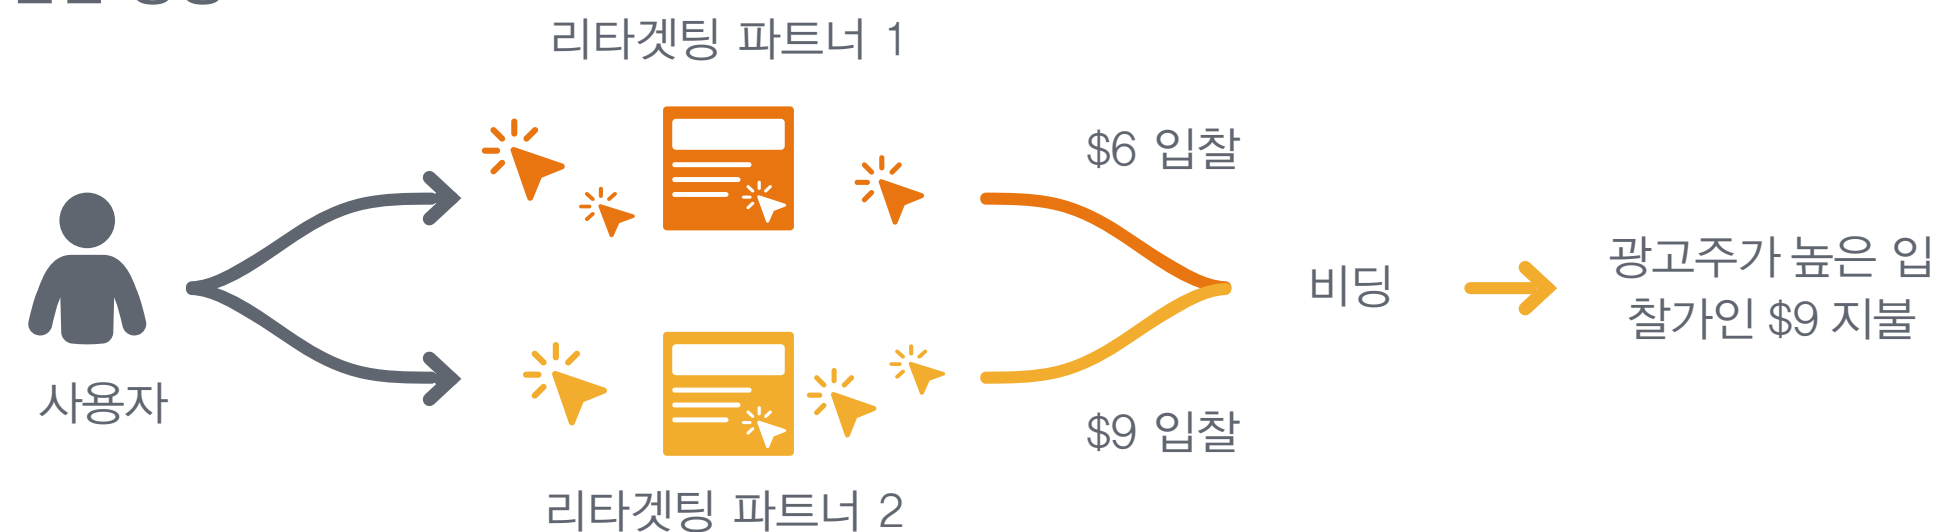 리타겟팅 파트너 1
$6 입찰
사용자
비딩
광고주가 높은 입
찰가인 $9 지불
$9 입찰
리타겟팅 파트너 2